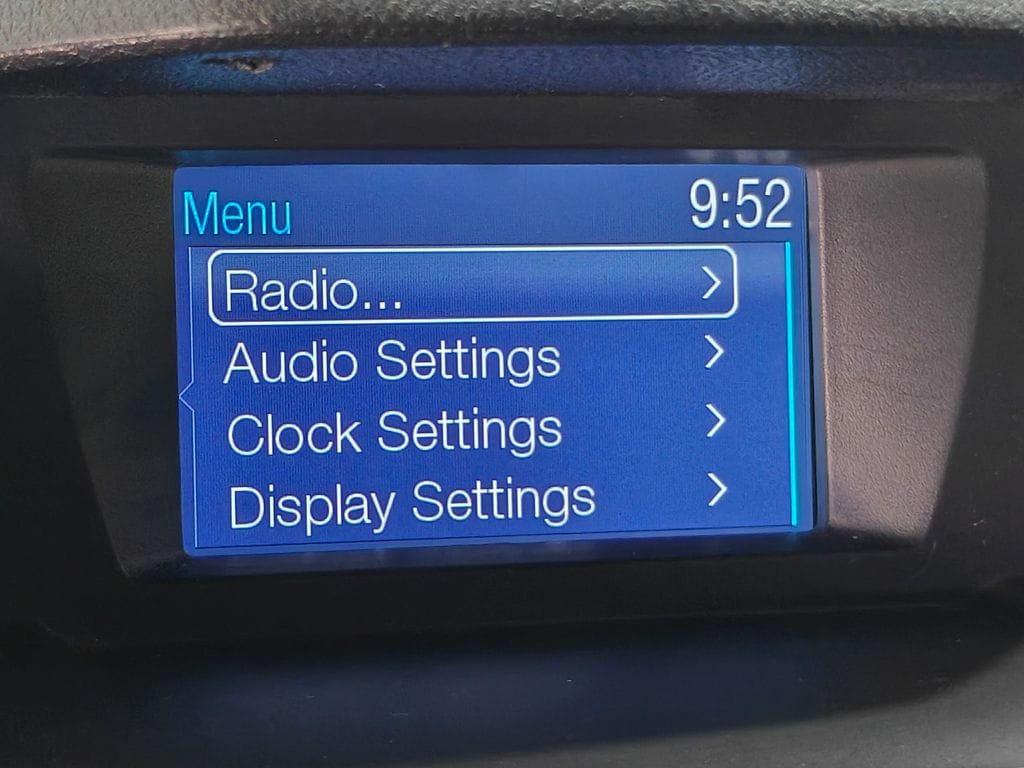 Menu 9:52
Radio...
Audio Settings
Clock Settings
Display Settings